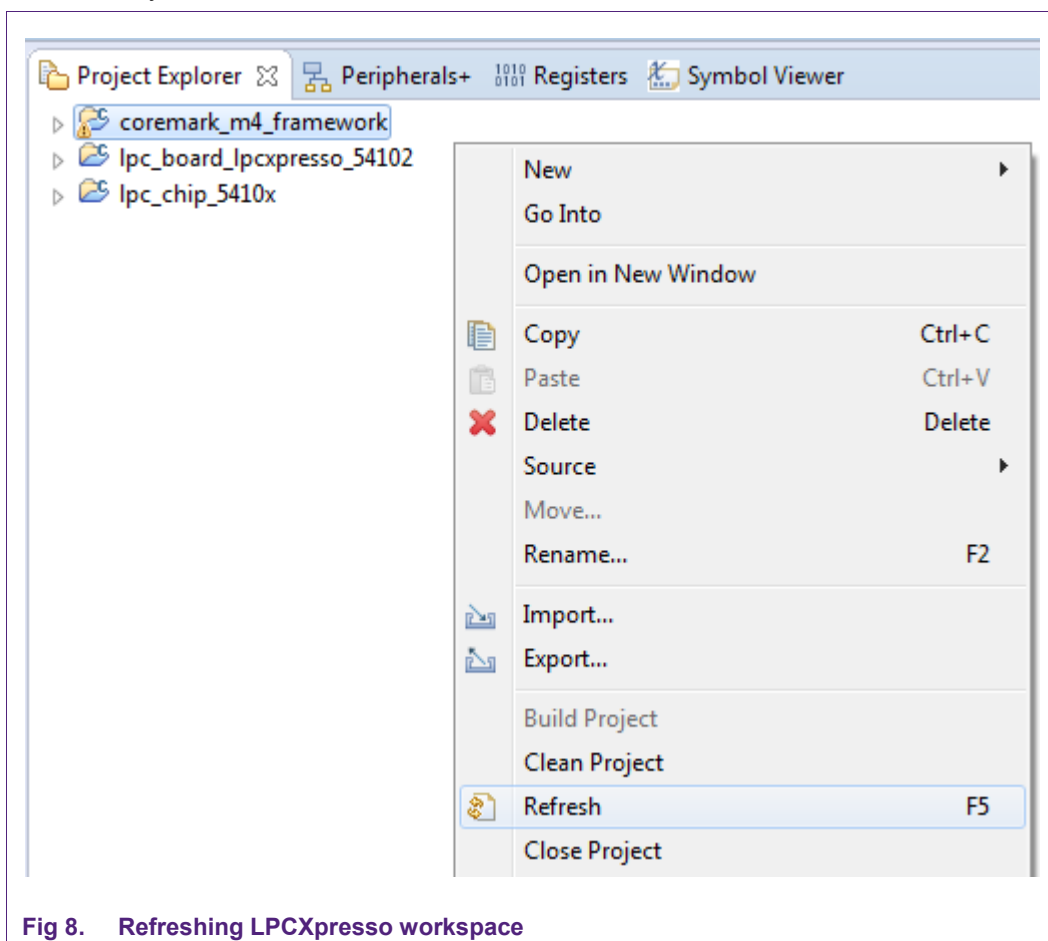 Project Explorer Peripherals+ 1010 0101 Registers Symbol Viewer
coremark_m4_framework
lpc_board_lpcxpresso_54102
lpc_chip_5410x
New
Go Into
Open in New Window
Copy Ctrl+C
Paste Ctrl+V
Delete Delete
Source
Move...
Rename... F2
Import...
Export...
Build Project
Clean Project
Refresh F5
Close Project
Fig 8. Refreshing LPCXpresso workspace